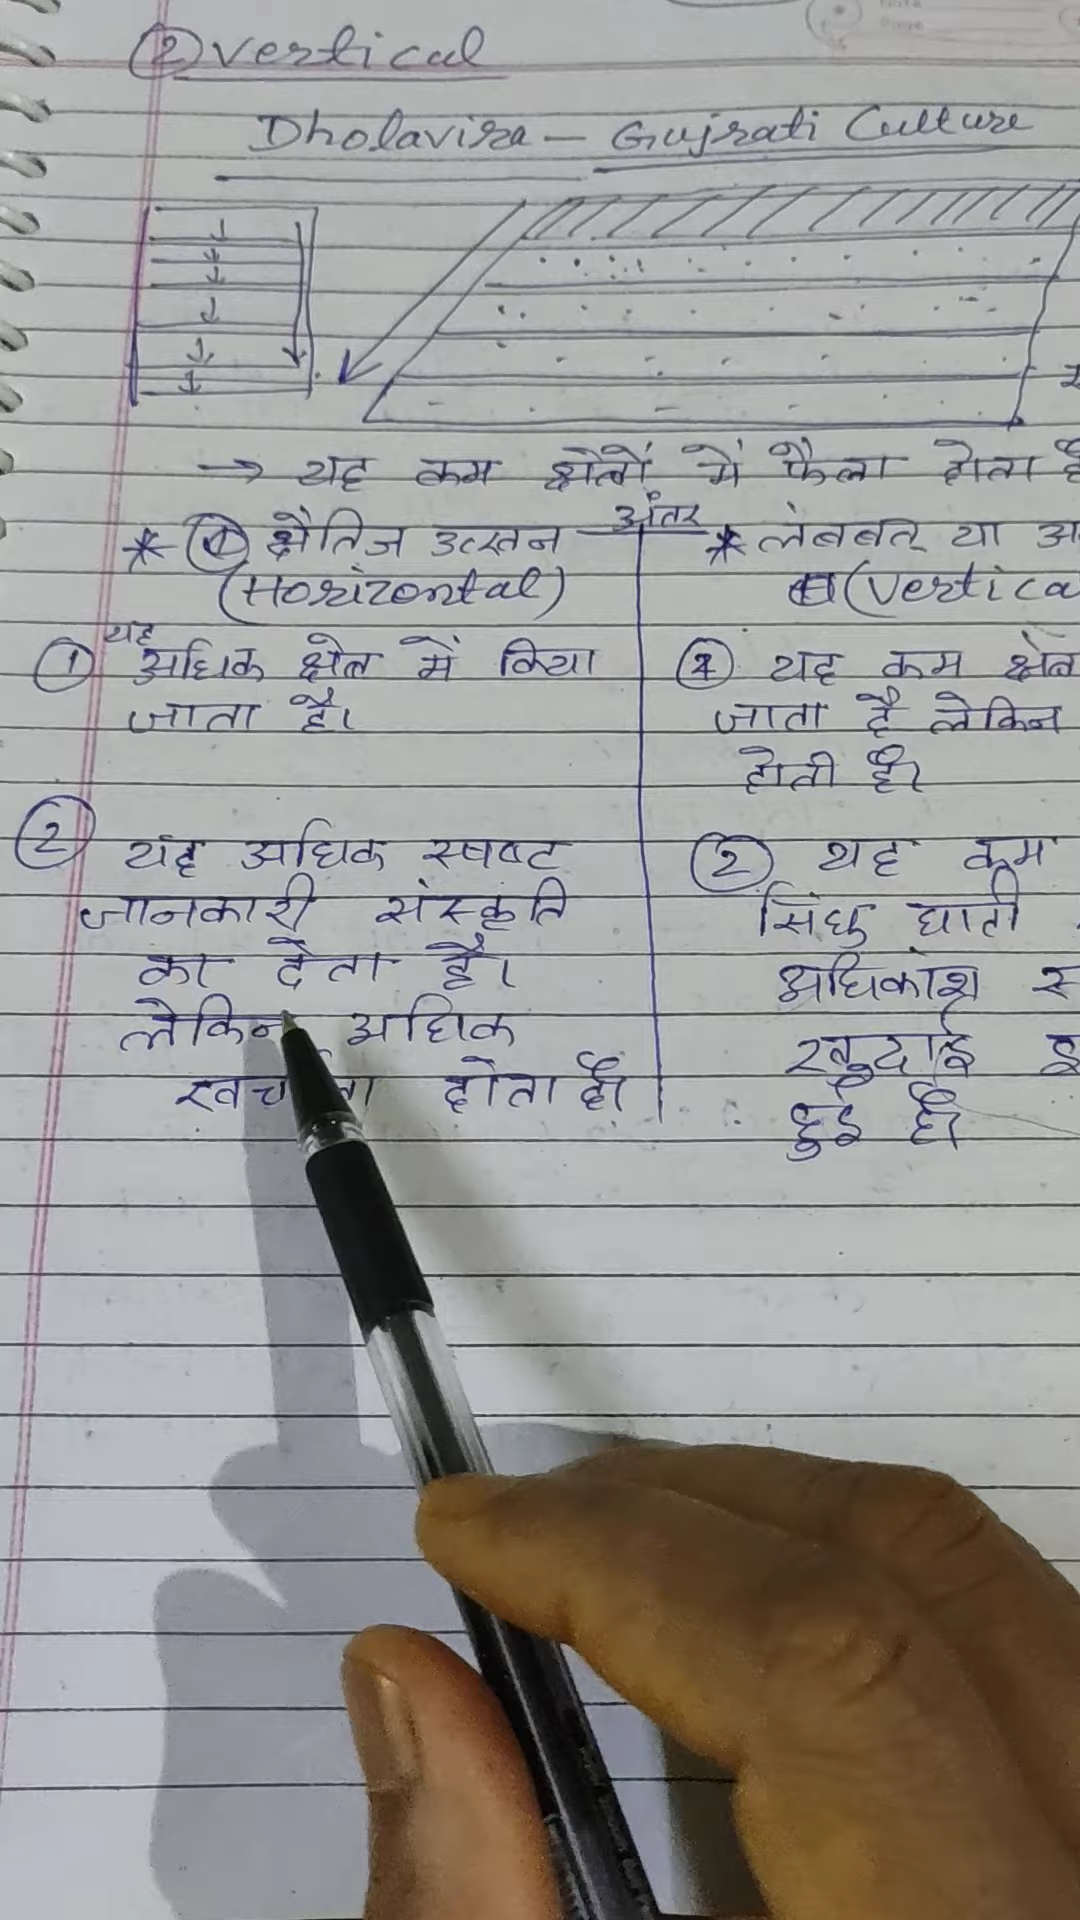 ② Vertical
Dholavira - Gujrati Culture
→ यह कम क्षेत्रों में फैला होता है
अंतर
* ① क्षैतिज उत्खनन
(Horizontal)
① यह अधिक क्षेत्र में किया
जाता है।
② यह अधिक स्पष्ट
जानकारी संस्कृति
का देता है।
लेकिन अधिक
होता है।
* लंबवत् या
(Vertica
① यह कम क्षेत्र
जाता है लेकिन
होती है।
② यह कम
सिंधु घाटी
अधिकांश
खुदाई
हुई है।